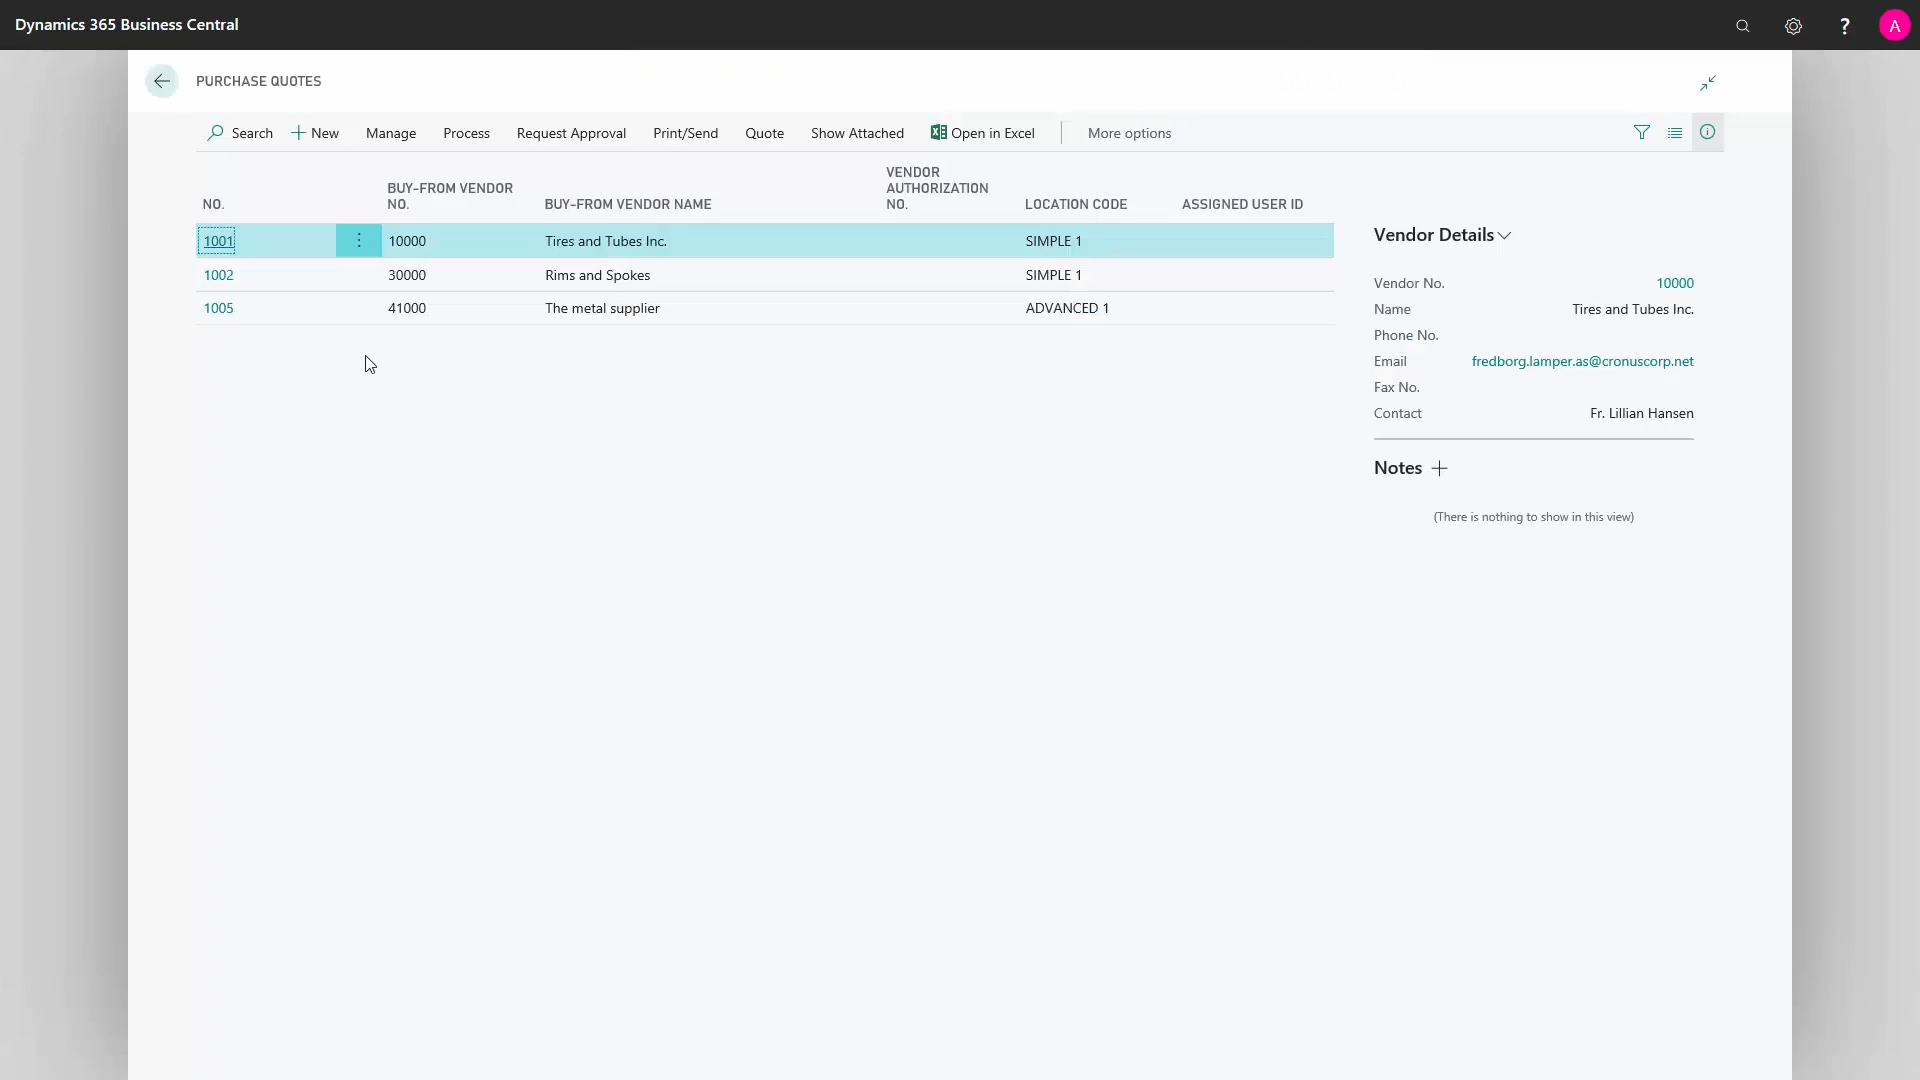 Dynamics 365 Business Central
?
A
PURCHASE QUOTES
Search New Manage Process Request Approval Print/Send Quote Show Attached Open in Excel More options
NO. BUY-FROM VENDOR NO. BUY-FROM VENDOR NAME VENDOR AUTHORIZATION NO. LOCATION CODE ASSIGNED USER ID
1001 10000 Tires and Tubes Inc. SIMPLE 1
1002 30000 Rims and Spokes SIMPLE 1
1005 41000 The metal supplier ADVANCED 1
Vendor Details
Vendor No. 10000
Name Tires and Tubes Inc.
Phone No.
Email fredborg.lamper.as@cronuscorp.net
Fax No.
Contact Fr. Lillian Hansen
Notes
(There is nothing to show in this view)